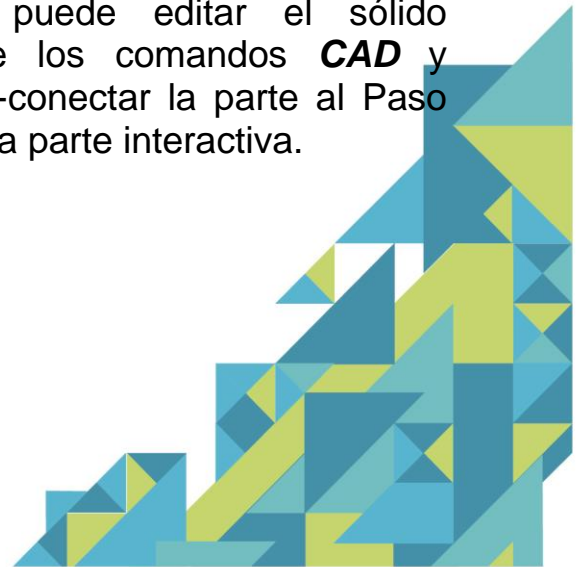 puede editar el sólido
e los comandos CAD y
-conectar la parte al Paso
a parte interactiva.